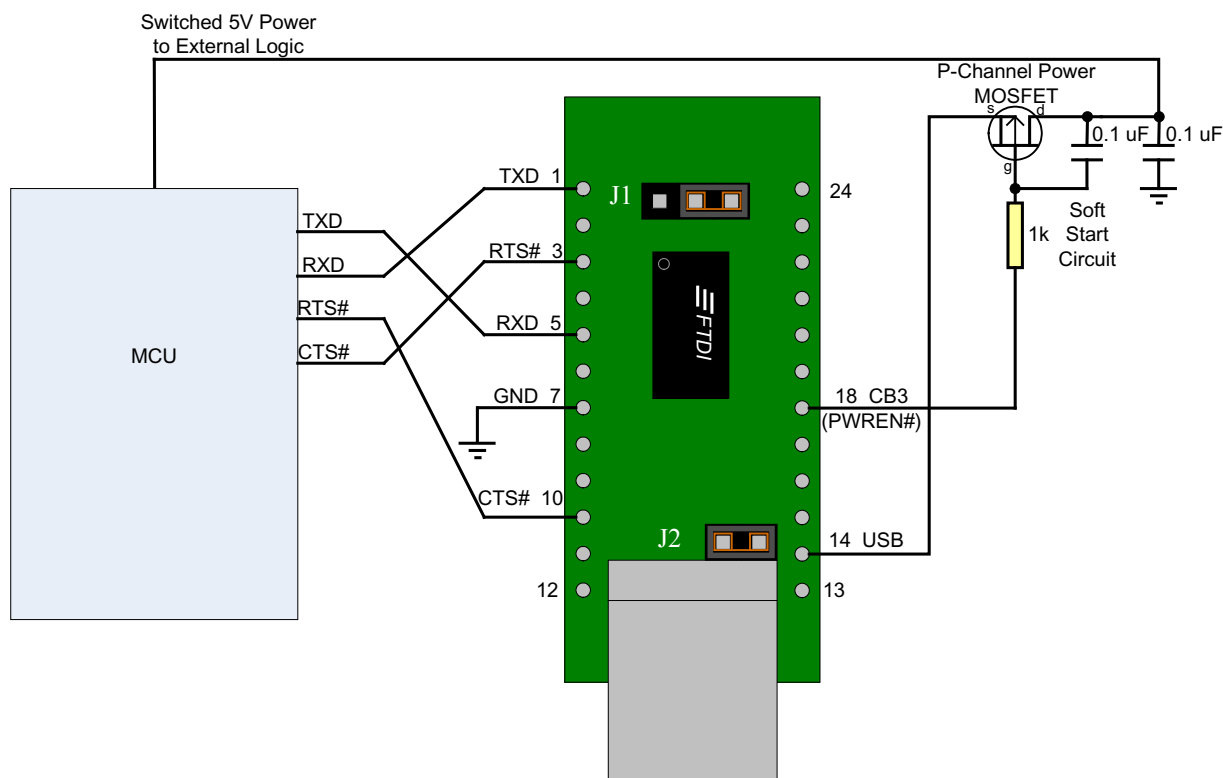 Switched 5V Power
to External Logic
P-Channel Power
MOSFET
s
d
g
0.1 uF
0.1 uF
1k
Soft
Start
Circuit
MCU
TXD
RXD
RTS#
CTS#
TXD 1
RTS# 3
RXD 5
GND 7
CTS# 10
12
J1
FTDI
J2
24
18 CB3
(PWREN#)
14 USB
13